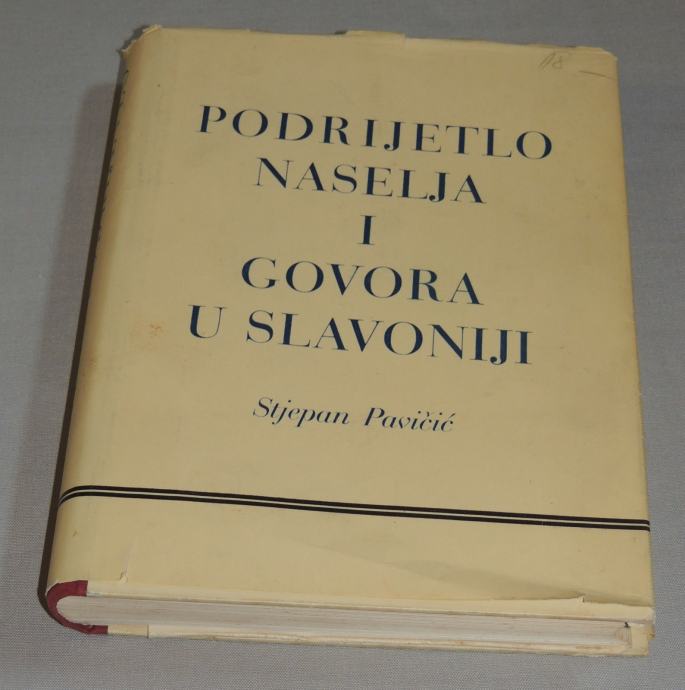 PODRIJETLO
NASELJA
I
GOVORA
U SLAVONIJI
Stjepan Pavičić